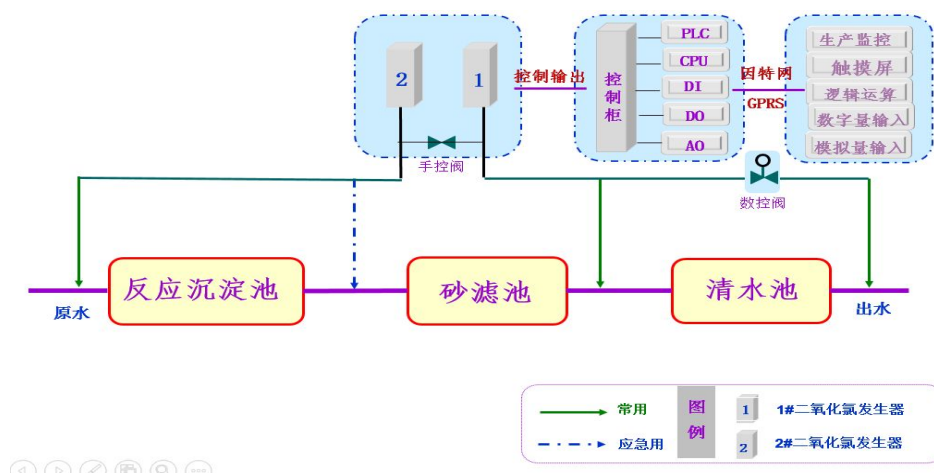 2
1
手控阀
控制输出
控制柜
PLC
CPU
DI
DO
AO
因特网
GPRS
生产监控
触摸屏
逻辑运算
数字量输入
模拟量输入
数控阀
原水
反应沉淀池
砂滤池
清水池
出水
常用
应急用
图例
1
1#二氧化氯发生器
2
2#二氧化氯发生器